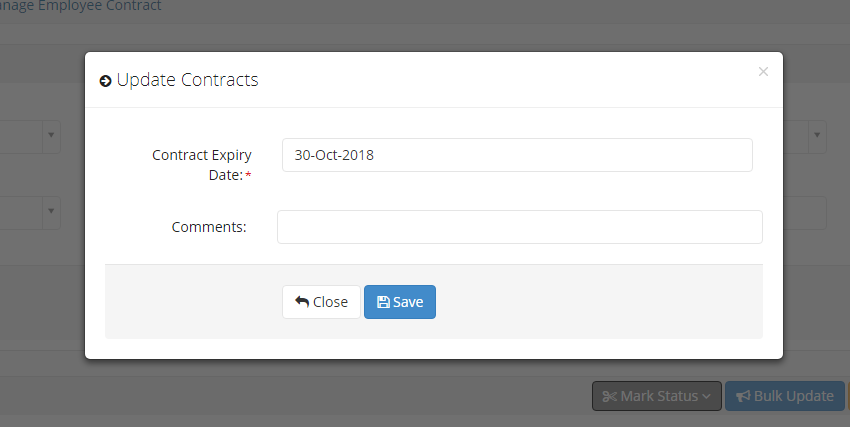 nage Employee Contract
Update Contracts ×
Contract Expiry
Date:*
30-Oct-2018
Comments:
Close Save
Mark Status Bulk Update